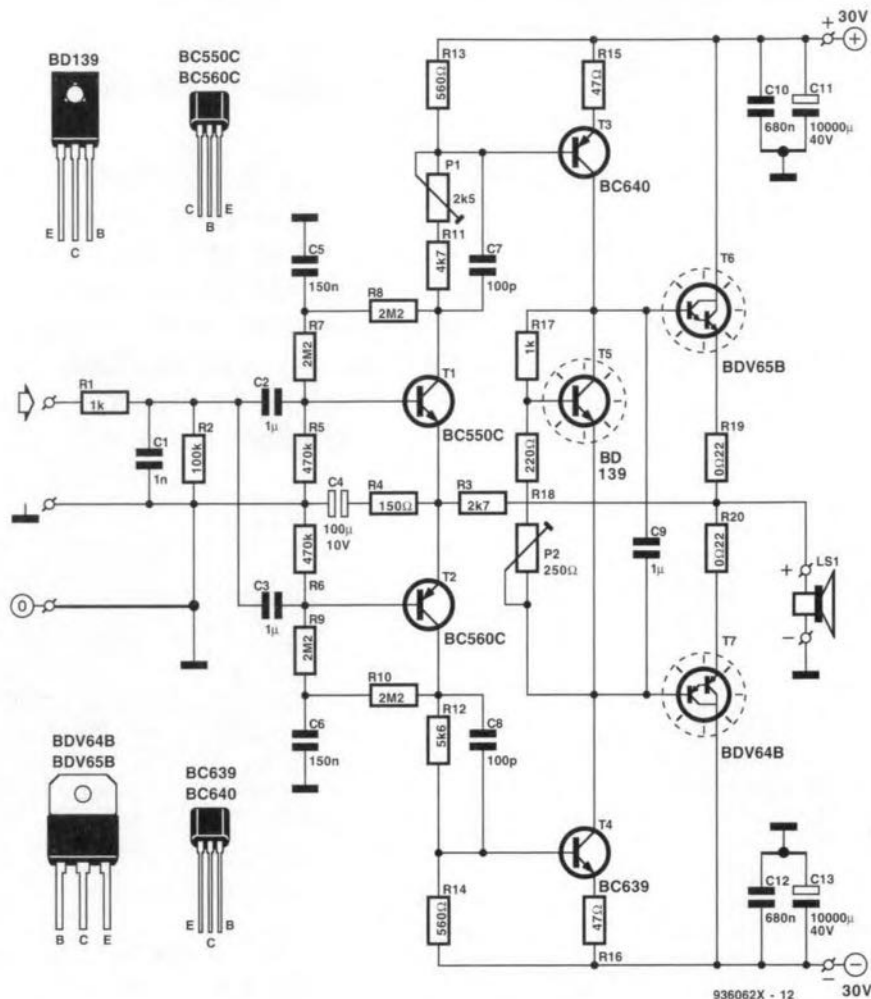 BD139
BC550C
BC560C
E
C
B
C
B
E
R13
560Ω
R15
47Ω
+
+
30V
C10
680n
C11
10000μ
40V
T3
BC640
P1
2k5
R11
4k7
C7
100p
C5
150n
R8
2M2
R7
2M2
T6
BDV65B
R17
1k
T5
BD
139
T1
BC550C
R1
1k
C2
1μ
C1
1n
R2
100k
R5
470k
C4
100μ
10V
R4
150Ω
R3
2k7
220Ω
R18
P2
250Ω
C9
1μ
R19
0Ω22
R20
0Ω22
LS1
+
−
0
470k
R6
C3
1μ
T2
BC560C
R9
2M2
R10
2M2
C6
150n
R12
5k6
C8
100p
T7
BDV64B
BDV64B
BDV65B
B
C
E
BC639
BC640
E
C
B
T4
BC639
R14
560Ω
47Ω
R16
C12
680n
C13
10000μ
40V
−
−
30V
936062X - 12